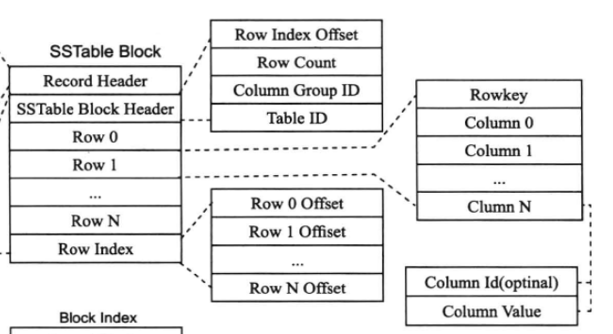 SSTable Block
Record Header
SSTable Block Header
Row 0
Row 1
...
Row N
Row Index
Row Index Offset
Row Count
Column Group ID
Table ID
Row 0 Offset
Row 1 Offiset
...
Row N Offset
Rowkey
Column 0
Column 1
...
Clumn N
Column Id(optinal)
Column Value
Block Index